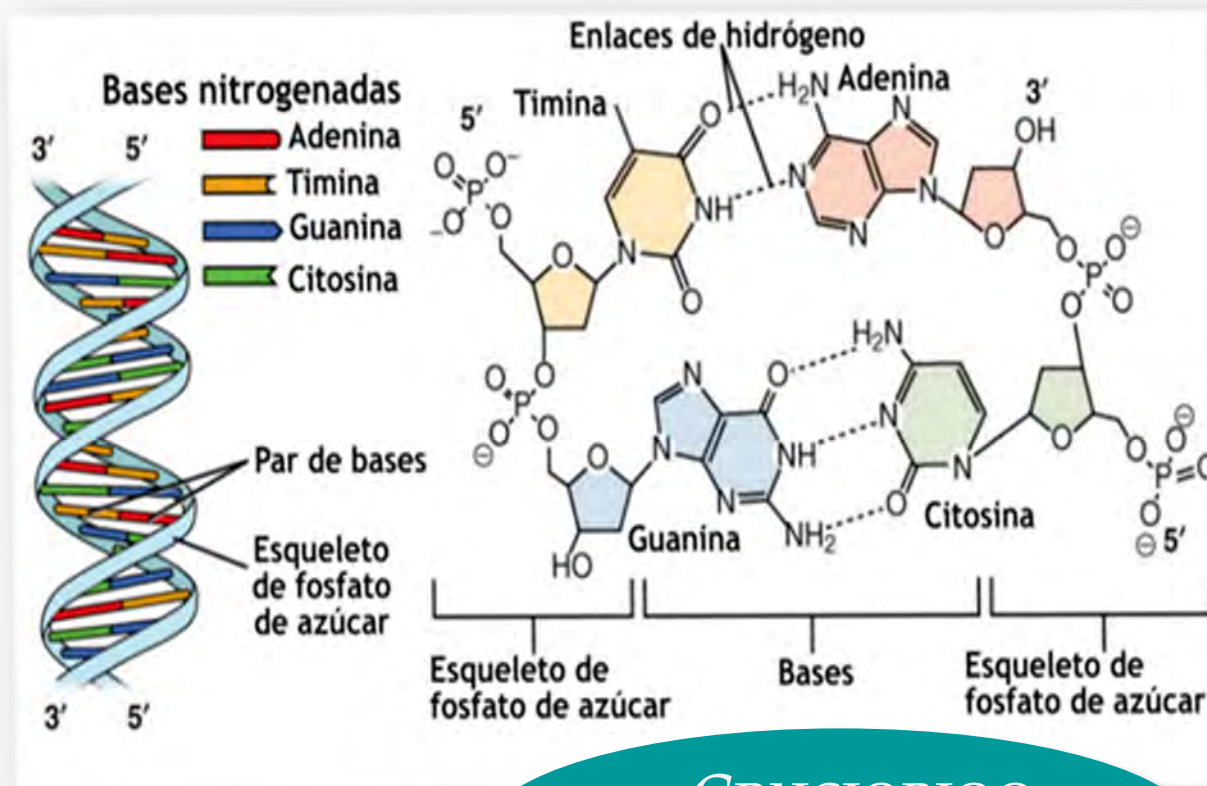 Enlaces de hidrógeno
Bases nitrogenadas
Adenina
Timina
Guanina
Citosina
3′ 5′
3′ 5′
Par de bases
Esqueleto
de fosfato
de azúcar
5′
Timina
H₂N Adenina
3′
OH
O
N
O O⁻
P
⁻O O
NH
N
N
N
N
O
O
O
O
O ⊖
P
O
O
O
P
O
O
⊖
H₂N
N
O
N
N
NH
N
O
O
N
NH₂
O
HO
Guanina
Citosina
O
O ⊖
P=O
O
⊖ 5′
Esqueleto de
fosfato de azúcar
Bases
Esqueleto de
fosfato de azúcar